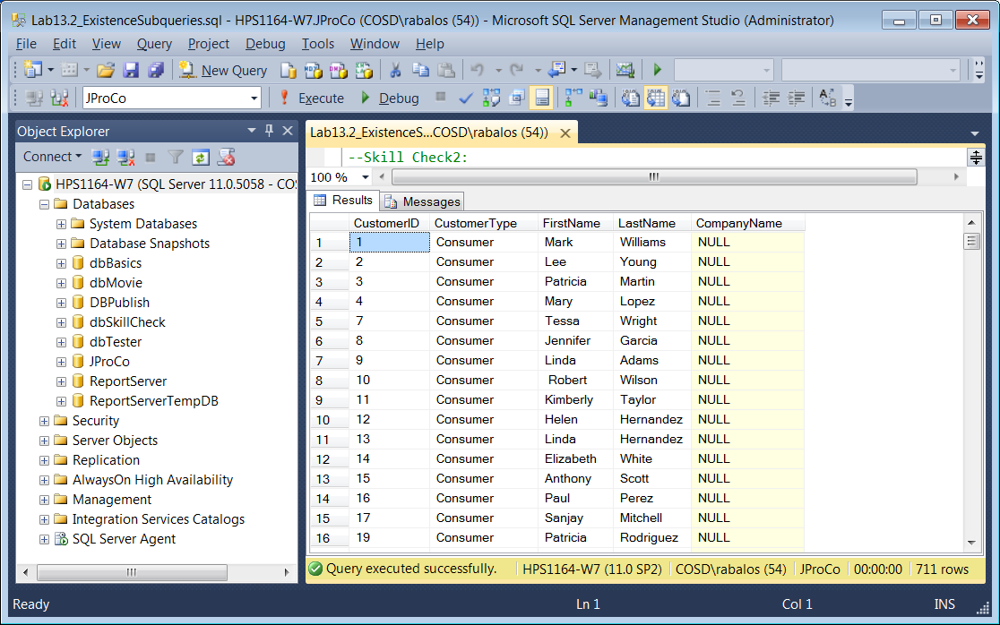 Lab13.2_ExistenceSubqueries.sql - HPS1164-W7.JProCo (COSD\rabalos (54)) - Microsoft SQL Server Management Studio (Administrator)
File Edit View Query Project Debug Tools Window Help
New Query
JProCo Execute Debug
Object Explorer
Connect
HPS1164-W7 (SQL Server 11.0.5058 - CO
Databases
System Databases
Database Snapshots
dbBasics
dbMovie
DBPublish
dbSkillCheck
dbTester
JProCo
ReportServer
ReportServerTempDB
Security
Server Objects
Replication
AlwaysOn High Availability
Management
Integration Services Catalogs
SQL Server Agent
Lab13.2_ExistenceS...COSD\rabalos (54))
--Skill Check2:
100 %
Results Messages
CustomerID CustomerType FirstName LastName CompanyName
1 1 Consumer Mark Williams NULL
2 2 Consumer Lee Young NULL
3 3 Consumer Patricia Martin NULL
4 4 Consumer Mary Lopez NULL
5 7 Consumer Tessa Wright NULL
6 8 Consumer Jennifer Garcia NULL
7 9 Consumer Linda Adams NULL
8 10 Consumer Robert Wilson NULL
9 11 Consumer Kimberly Taylor NULL
10 12 Consumer Helen Hernandez NULL
11 13 Consumer Linda Hernandez NULL
12 14 Consumer Elizabeth White NULL
13 15 Consumer Anthony Scott NULL
14 16 Consumer Paul Perez NULL
15 17 Consumer Sanjay Mitchell NULL
16 19 Consumer Patricia Rodriguez NULL
Query executed successfully. HPS1164-W7 (11.0 SP2) COSD\rabalos (54) JProCo 00:00:00 711 rows
Ready Ln 1 Col 1 INS